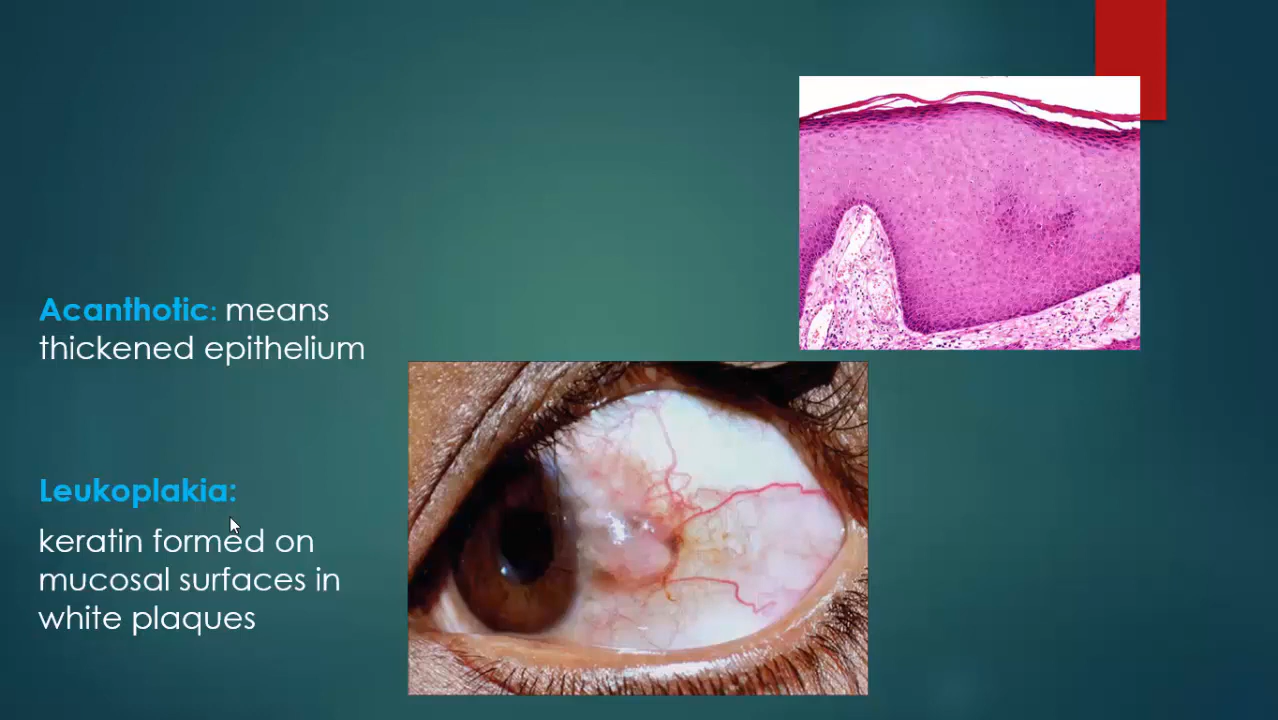 Acanthotic: means
thickened epithelium
Leukoplakia:
keratin formed on
mucosal surfaces in
white plaques